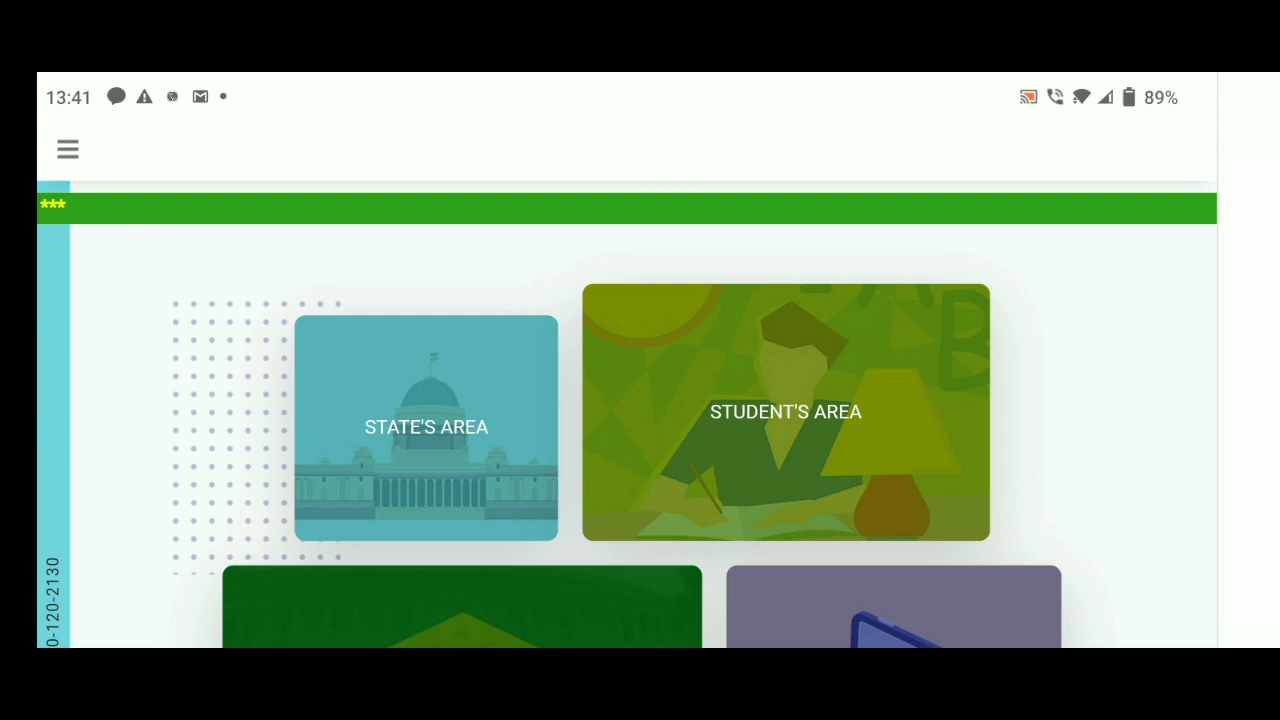 13:41
89%
***
STATE'S AREA
STUDENT'S AREA
0-120-2130